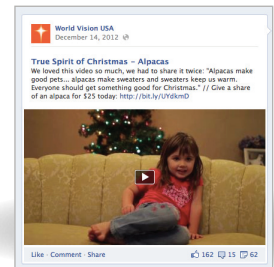 World Vision USA
December 14, 2012
True Spirit of Christmas – Alpacas
We loved this video so much, we had to share it twice: "Alpacas make
good pets... alpacas make sweaters and sweaters keep us warm.
Everyone should get something good for Christmas." // Give a share
of an alpaca for $25 today: http://bit.ly/UYdkmD
Like · Comment · Share 162 15 62